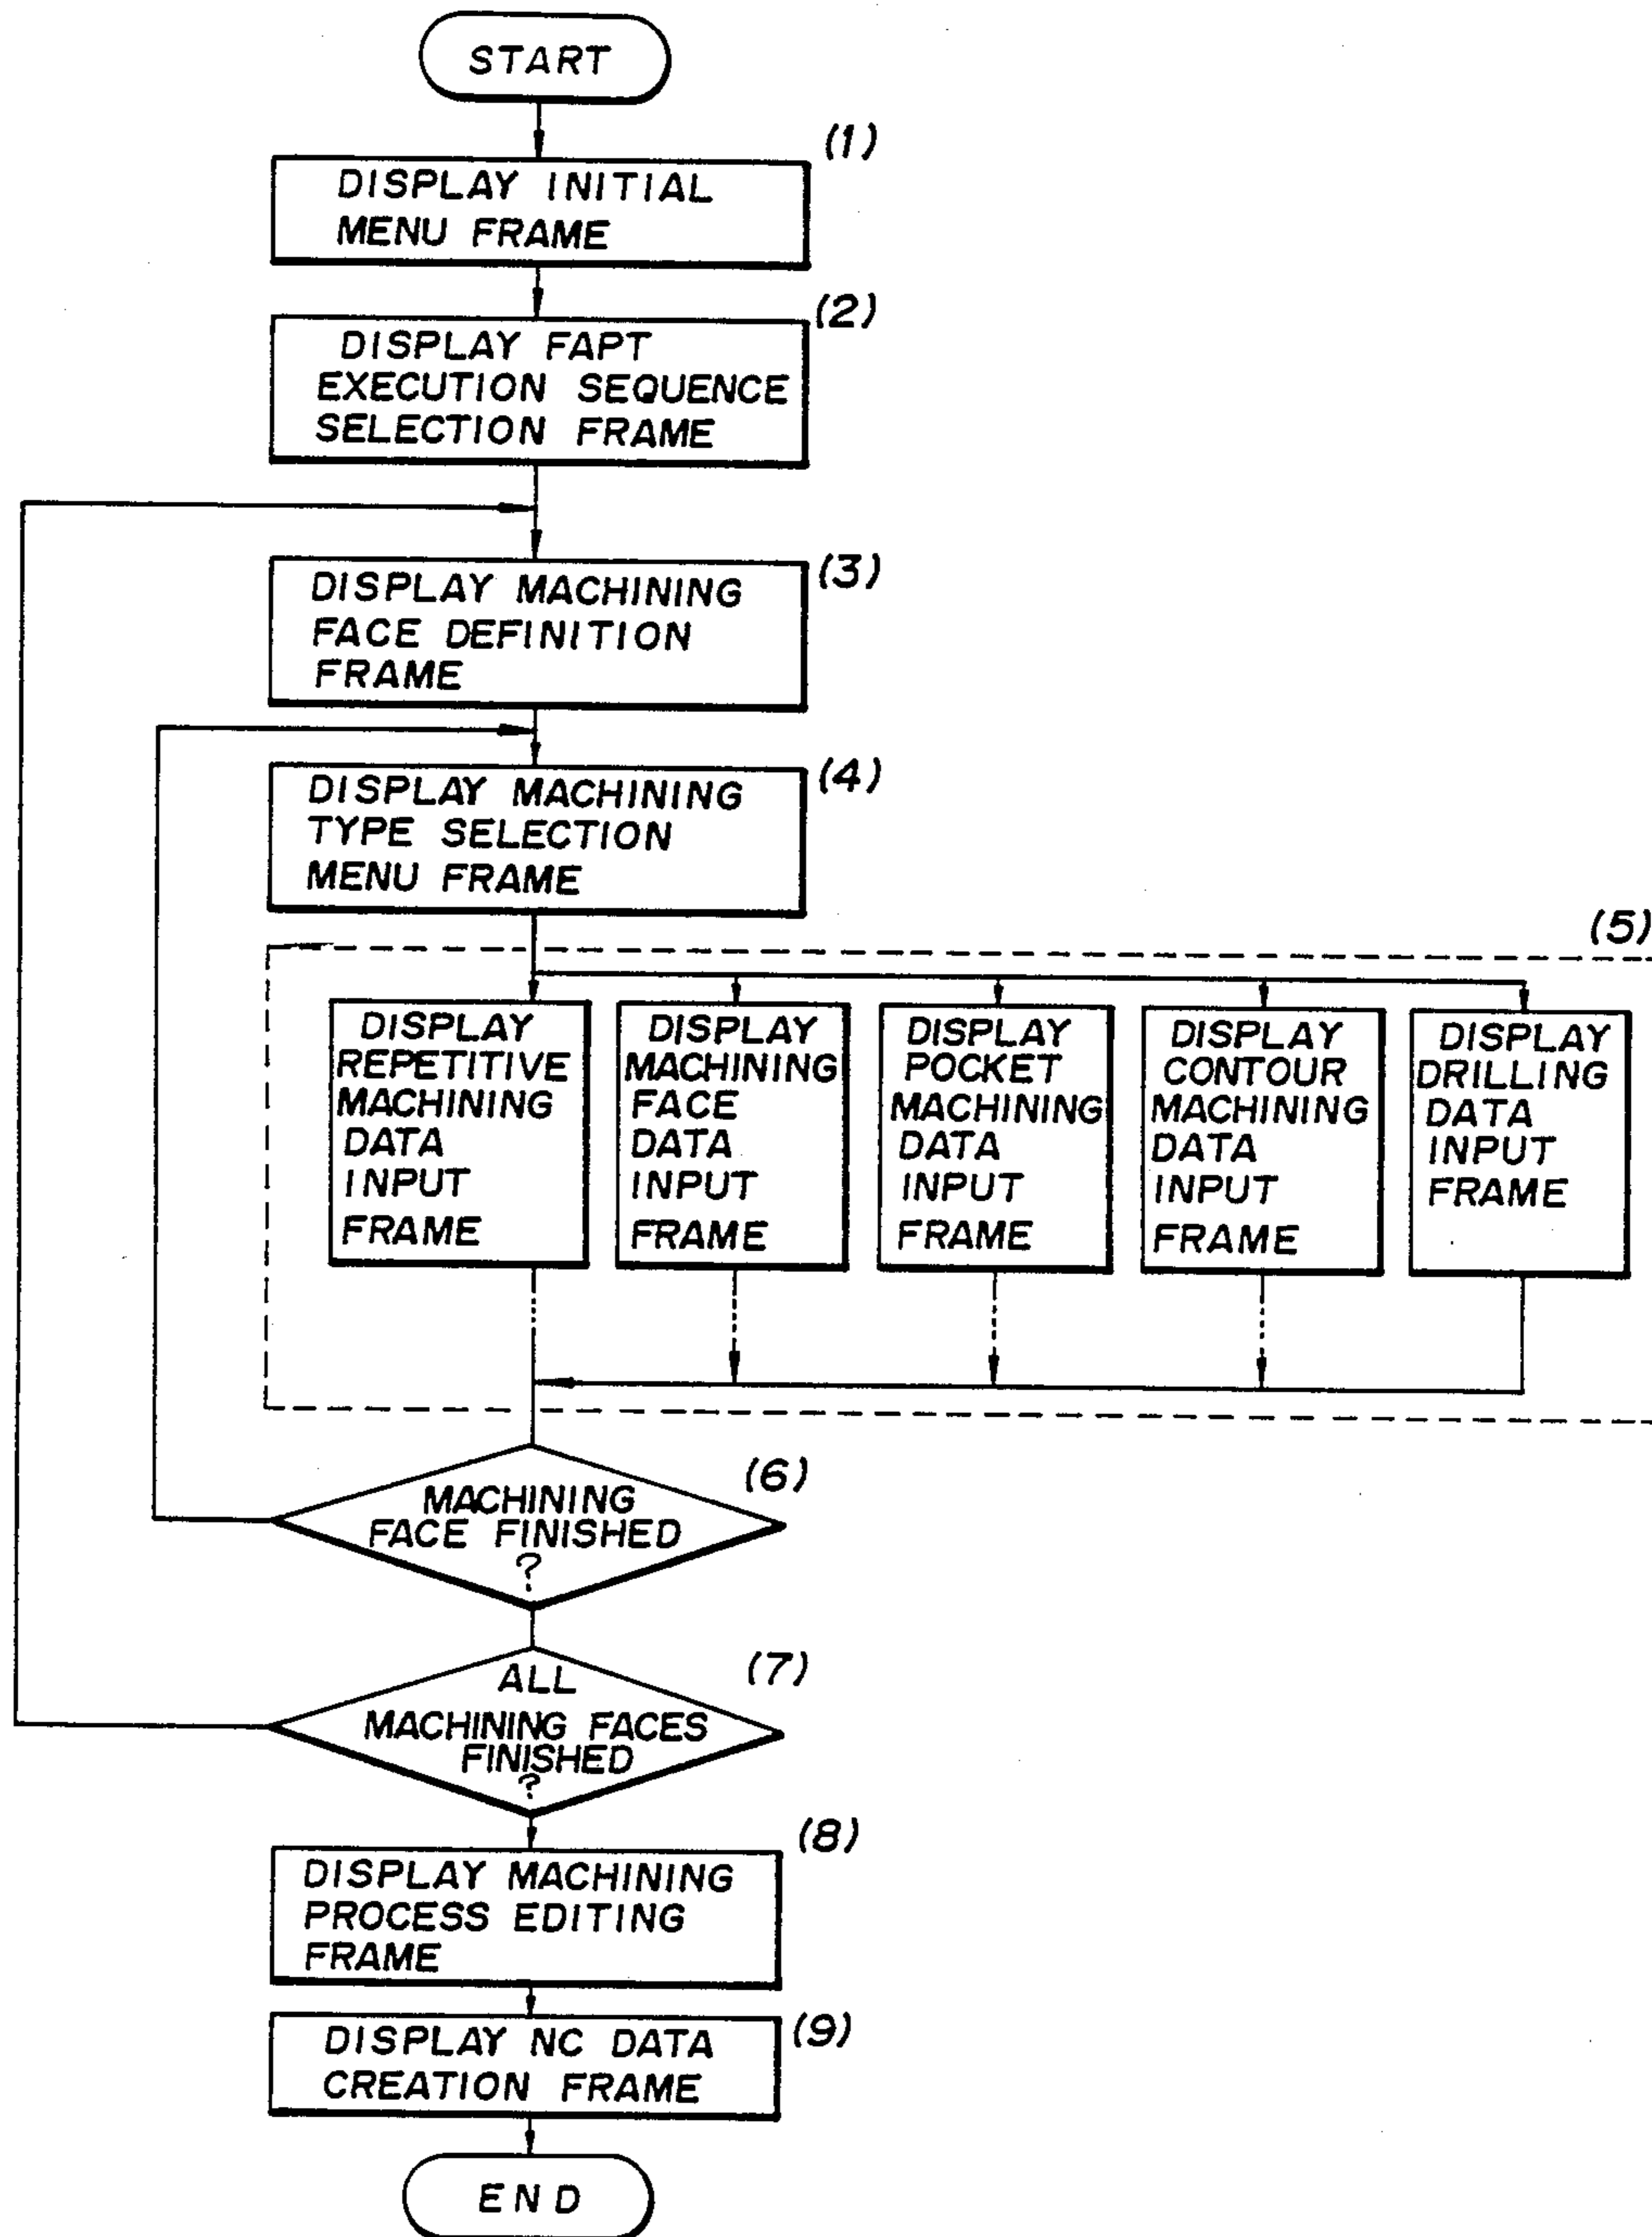 START
(1)
DISPLAY INITIAL
MENU FRAME
(2)
DISPLAY FAPT
EXECUTION SEQUENCE
SELECTION FRAME
(3)
DISPLAY MACHINING
FACE DEFINITION
FRAME
(4)
DISPLAY MACHINING
TYPE SELECTION
MENU FRAME
(5)
DISPLAY
REPETITIVE
MACHINING
DATA
INPUT
FRAME
DISPLAY
MACHINING
FACE
DATA
INPUT
FRAME
DISPLAY
POCKET
MACHINING
DATA
INPUT
FRAME
DISPLAY
CONTOUR
MACHINING
DATA
INPUT
FRAME
DISPLAY
DRILLING
DATA
INPUT
FRAME
(6)
MACHINING
FACE FINISHED
?
(7)
ALL
MACHINING FACES
FINISHED
?
(8)
DISPLAY MACHINING
PROCESS EDITING
FRAME
(9)
DISPLAY NC DATA
CREATION FRAME
END